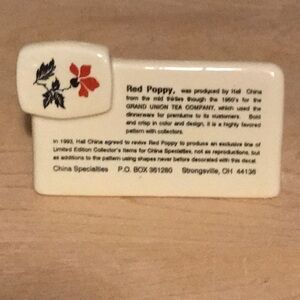 Red Poppy, was produced by Hall China
from the mid thirties though the 1950's for the
GRAND UNION TEA COMPANY, which used the
dinnerware for premiums to its customers. Bold
and crisp in color and design, it is a highly favored
pattern with collectors.
In 1993, Hall China agreed to revive Red Poppy to produce an exclusive line of
Limited Edition Collector's Items for China Specialties, not as reproductions, but
as additions to the pattern using shapes never before decorated with this decal.
China Specialties P.O. BOX 361280 Strongsville, OH 44136